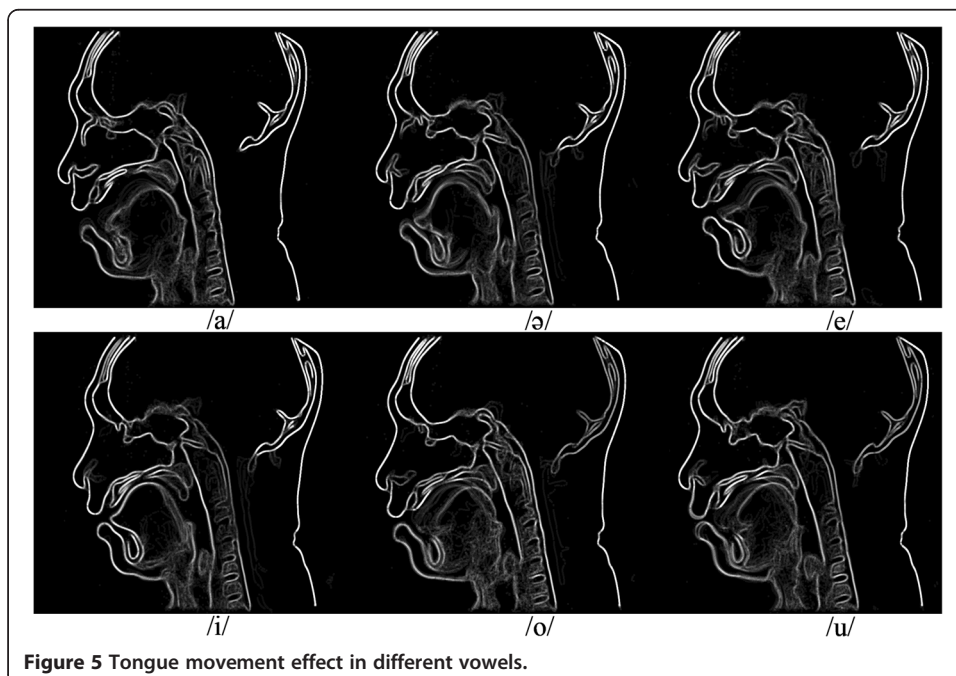 /a/ /ə/ /e/
/i/ /o/ /u/
Figure 5 Tongue movement effect in different vowels.